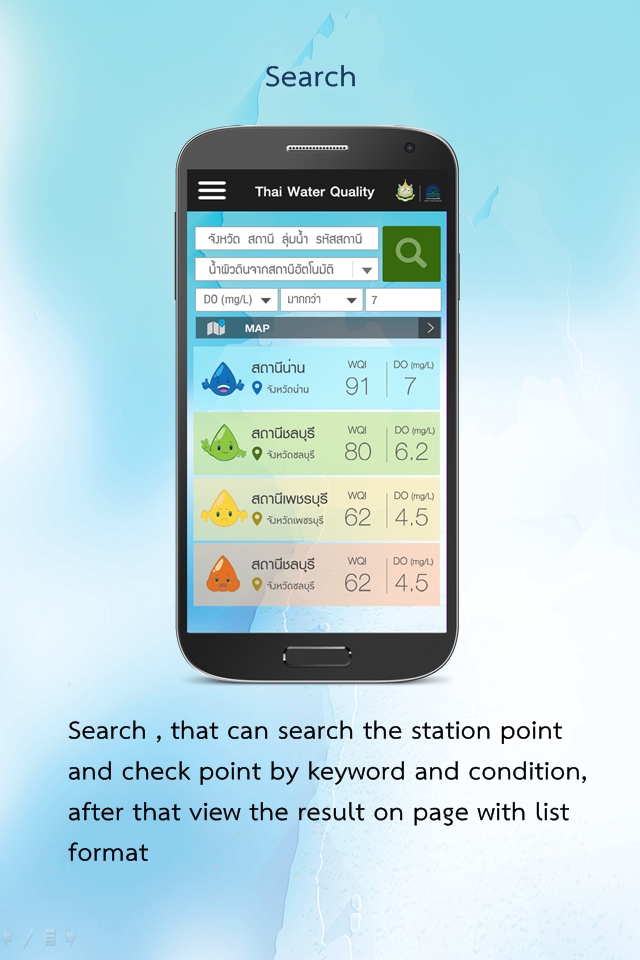 Search
Thai Water Quality
จังหวัด สถานี ลุ่มน้ำ รหัสสถานี
น้ำผิวดินจากสถานีอัตโนมัติ
DO (mg/L) มากกว่า 7
MAP
สถานีน่าน WQI DO (mg/L)
จังหวัดน่าน 91 7
สถานีชลบุรี WQI DO (mg/L)
จังหวัดชลบุรี 80 6.2
สถานีเพชรบุรี WQI DO (mg/L)
จังหวัดเพชรบุรี 62 4.5
สถานีชลบุรี WQI DO (mg/L)
จังหวัดชลบุรี 62 4.5
Search , that can search the station point
and check point by keyword and condition,
after that view the result on page with list
format